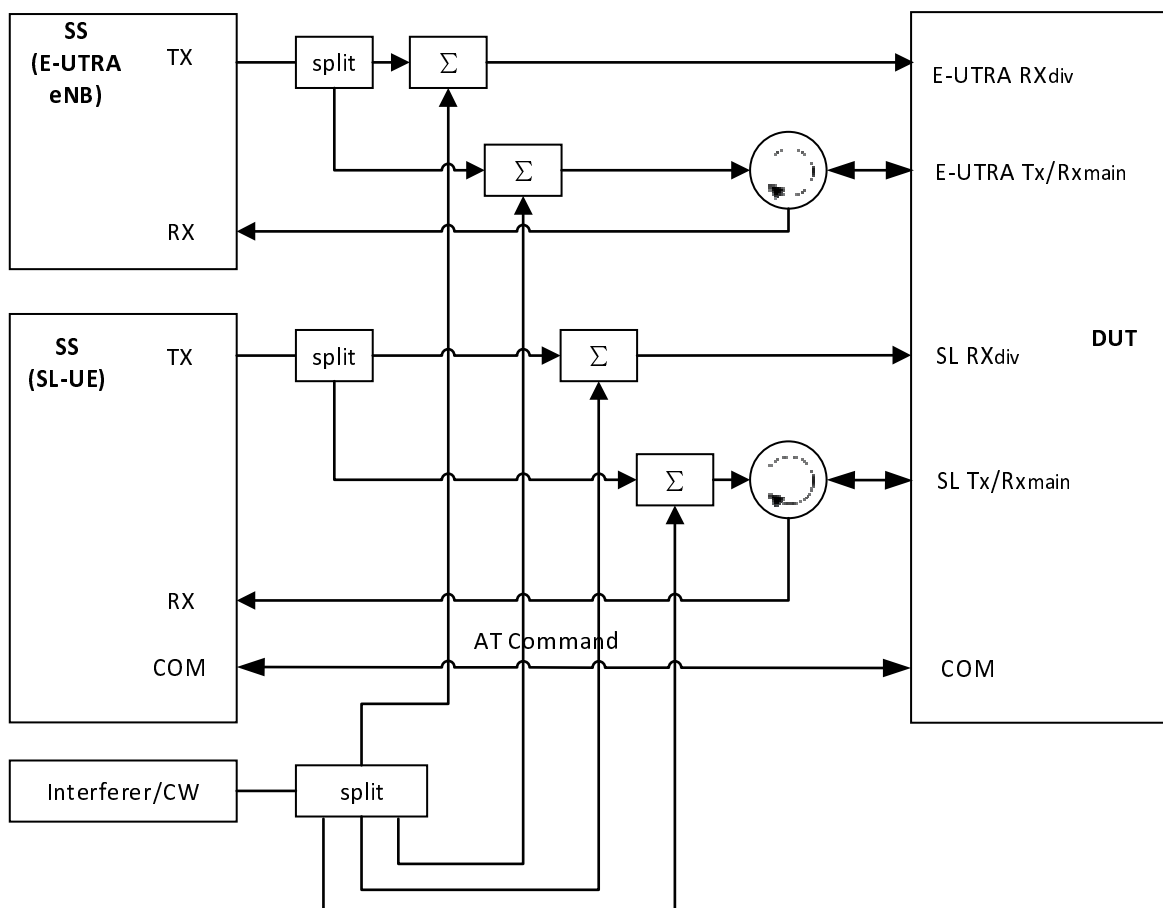 SS
(E-UTRA
eNB)
TX
split
Σ
E-UTRA RXdiv
Σ
E-UTRA Tx/Rxmain
RX
SS
(SL-UE)
TX
split
Σ
SL RXdiv
DUT
Σ
SL Tx/Rxmain
RX
AT Command
COM
COM
Interferer/CW
split